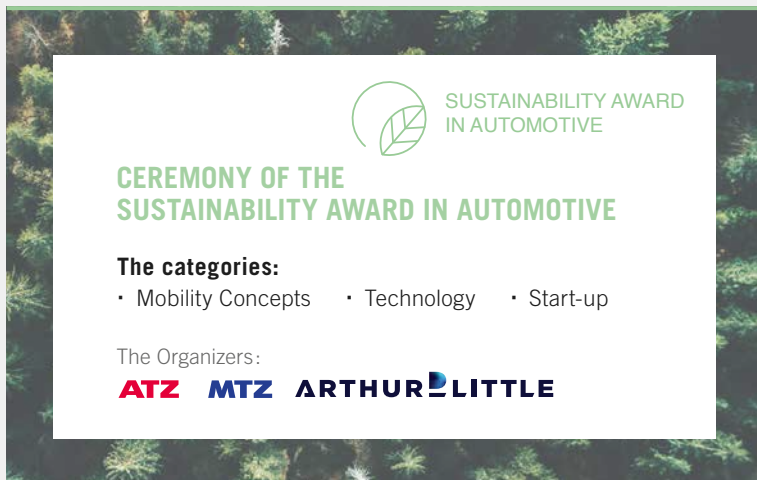 SUSTAINABILITY AWARD
IN AUTOMOTIVE
CEREMONY OF THE
SUSTAINABILITY AWARD IN AUTOMOTIVE
The categories:
· Mobility Concepts · Technology · Start-up
The Organizers:
ATZ MTZ ARTHUR D LITTLE